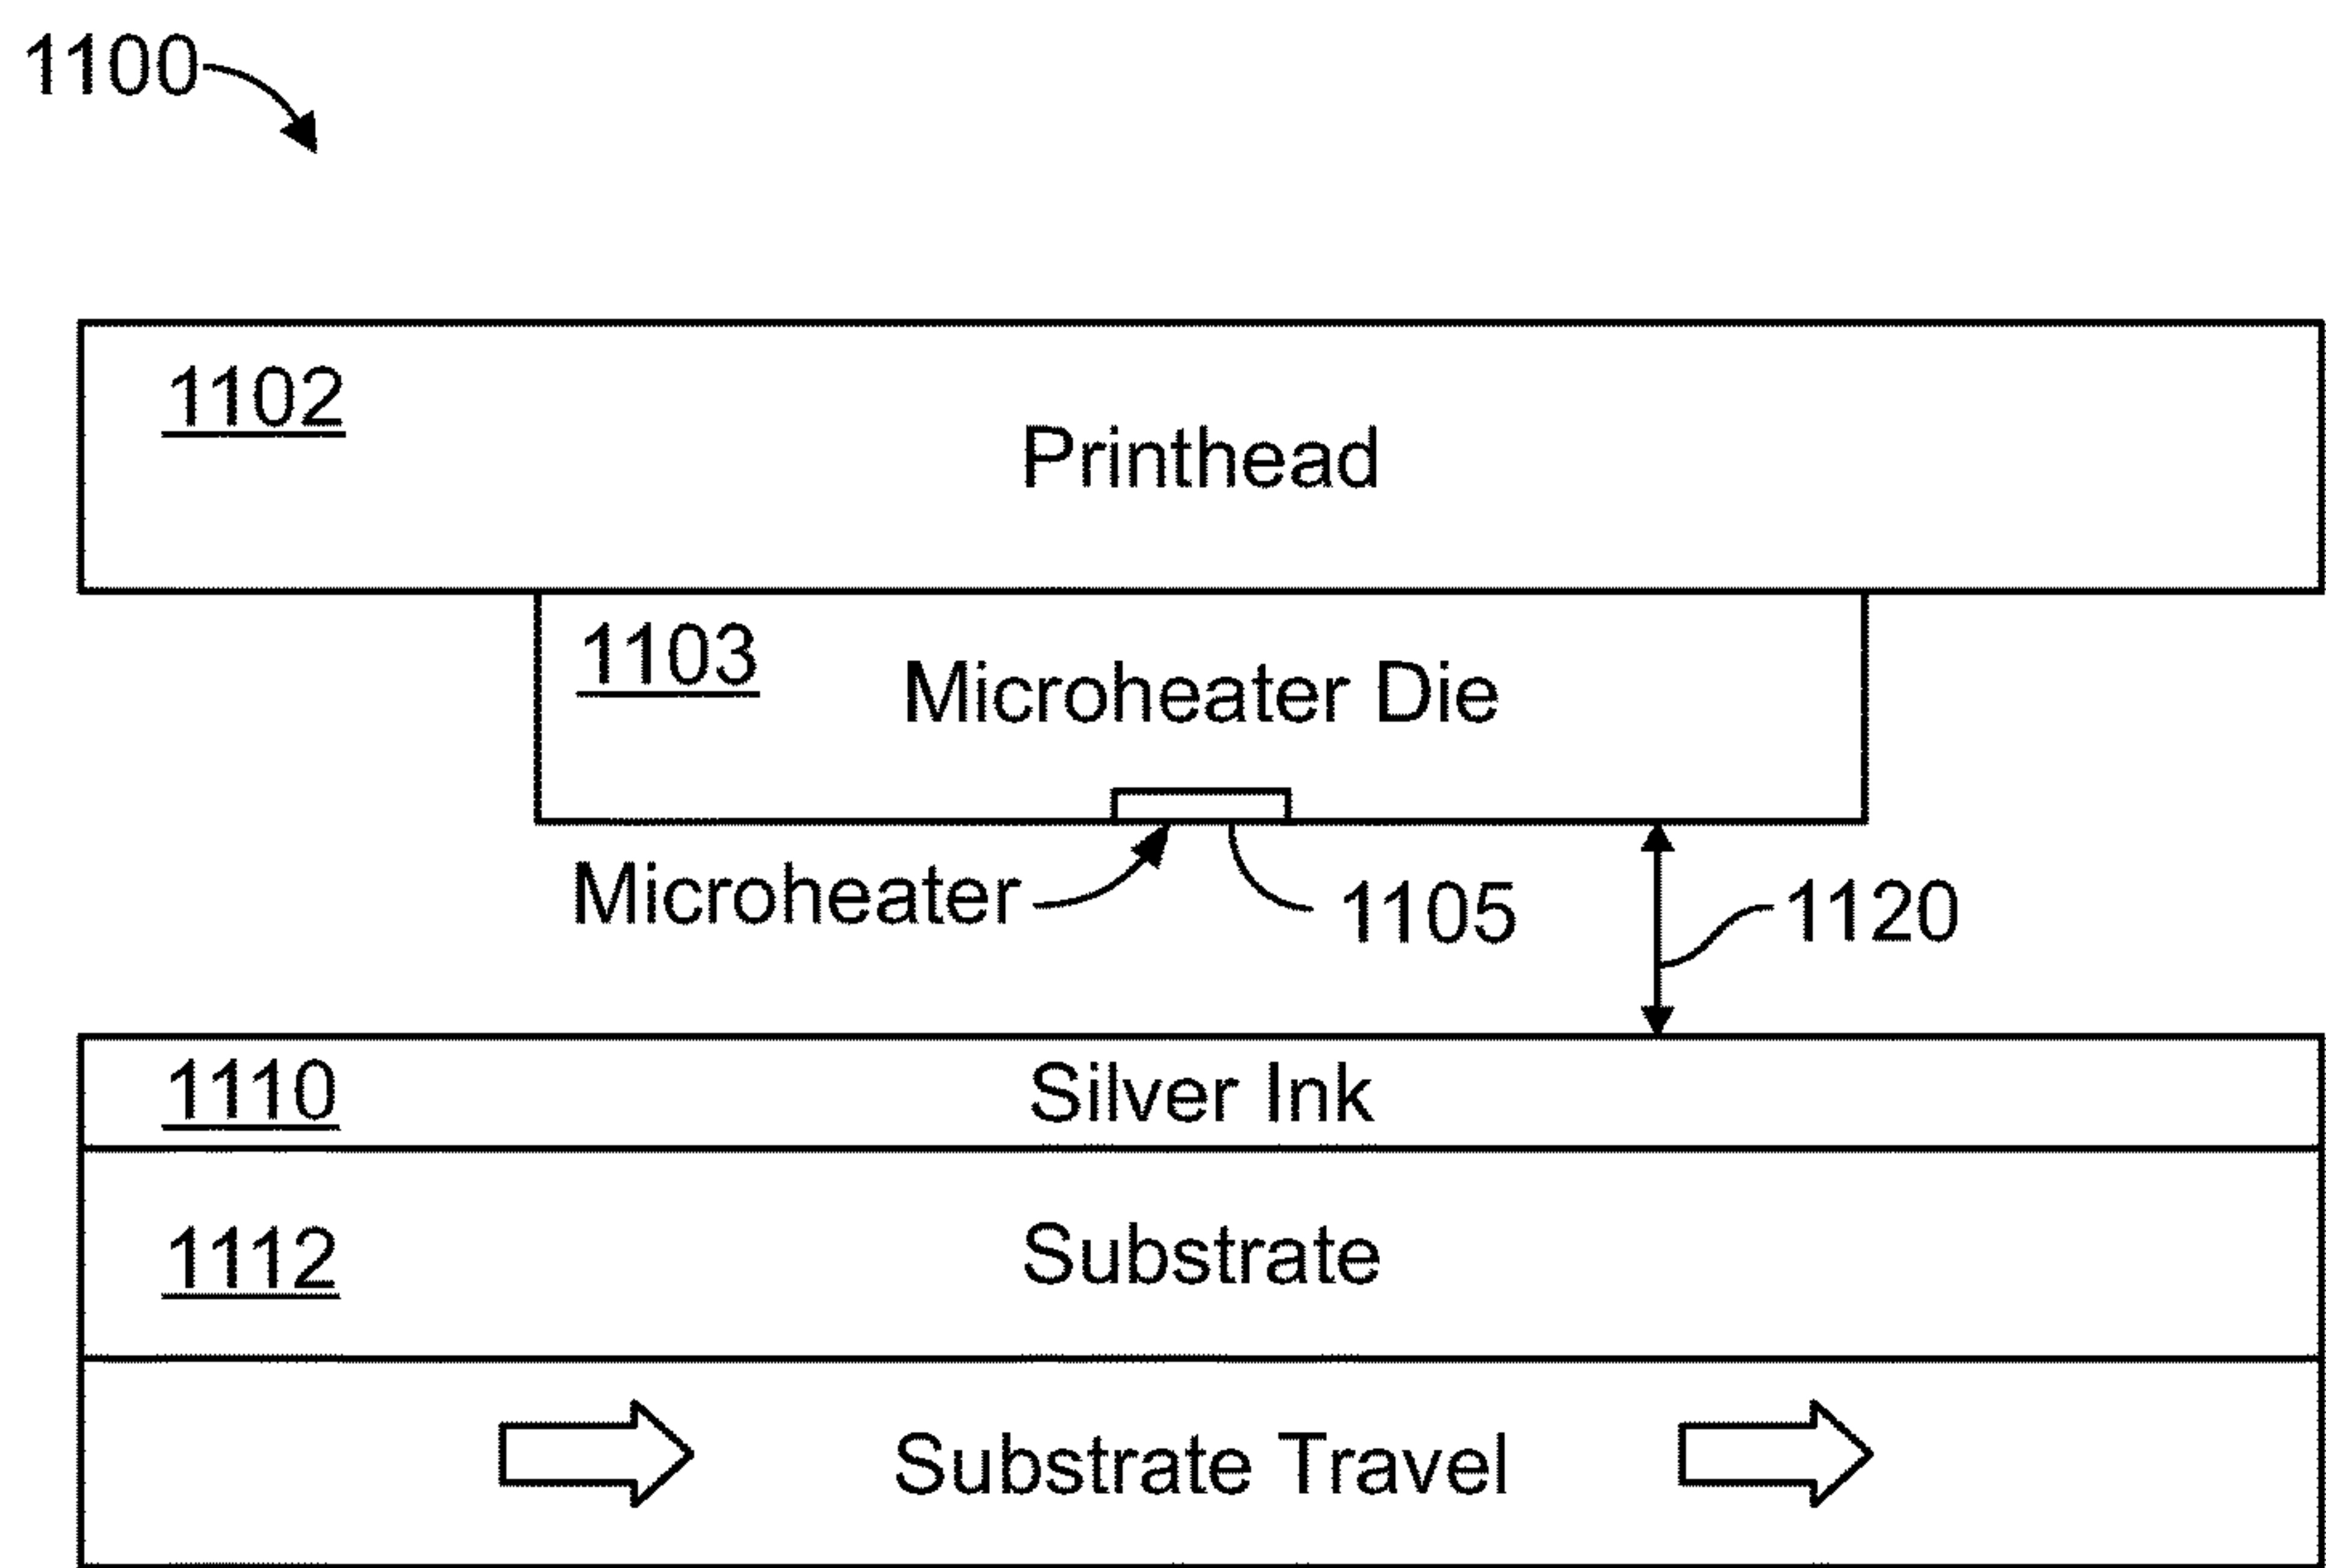 1100
1102
Printhead
1103
Microheater Die
Microheater
1105
1120
1110
Silver Ink
1112
Substrate
Substrate Travel